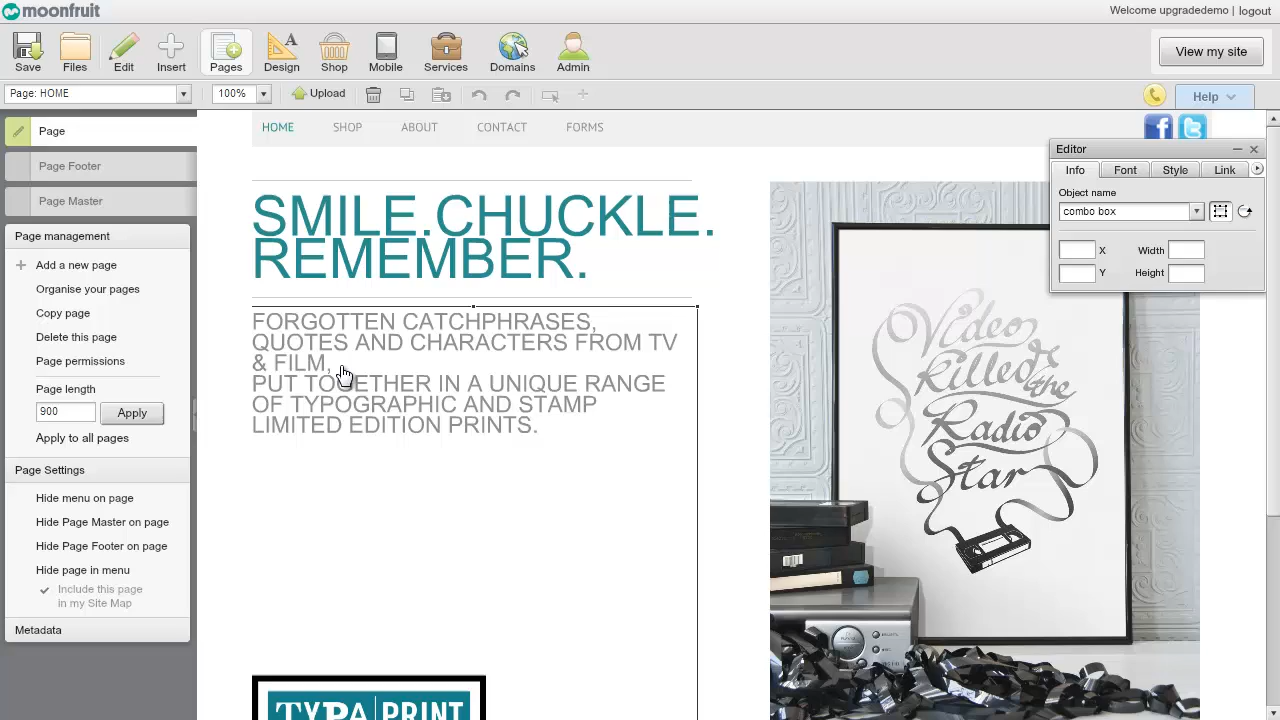 moonfruit
Welcome upgradedemo | logout
Save
Files
Edit
Insert
Pages
Design
Shop
Mobile
Services
Domains
Admin
View my site
Page: HOME
100%
Upload
Help
Page
Page Footer
Page Master
Page management
Add a new page
Organise your pages
Copy page
Delete this page
Page permissions
Page length
900
Apply
Apply to all pages
Page Settings
Hide menu on page
Hide Page Master on page
Hide Page Footer on page
Hide page in menu
Include this page
in my Site Map
Metadata
HOME
SHOP
ABOUT
CONTACT
FORMS
SMILE.CHUCKLE.
REMEMBER.
FORGOTTEN CATCHPHRASES,
QUOTES AND CHARACTERS FROM TV
& FILM,
PUT TOGETHER IN A UNIQUE RANGE
OF TYPOGRAPHIC AND STAMP
LIMITED EDITION PRINTS.
TYPA PRINT
Editor
Info
Font
Style
Link
Object name
combo box
X
Width
Y
Height
Video
Killed
the
Radio
Star